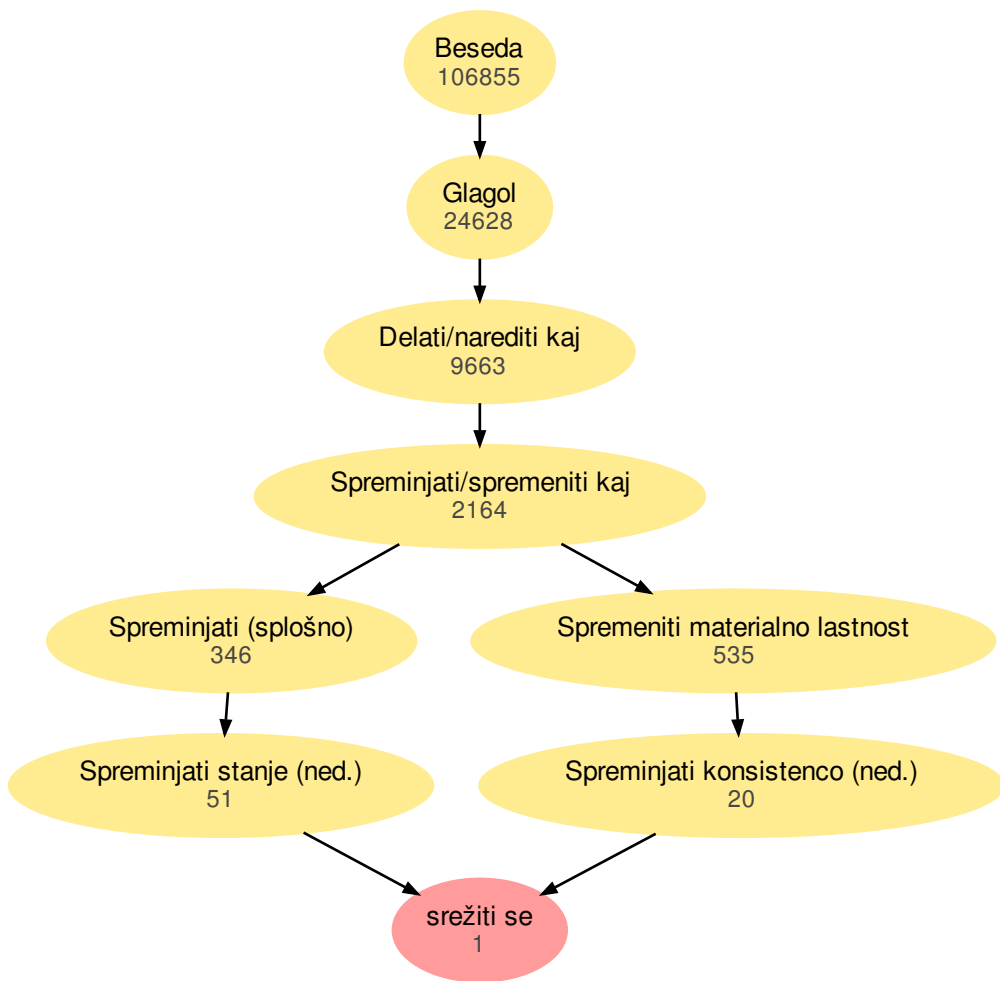 Beseda
106855
Glagol
24628
Delati/narediti kaj
9663
Spreminjati/spremeniti kaj
2164
Spreminjati (splošno)
346
Spremeniti materialno lastnost
535
Spreminjati stanje (ned.)
51
Spreminjati konsistenco (ned.)
20
srežiti se
1